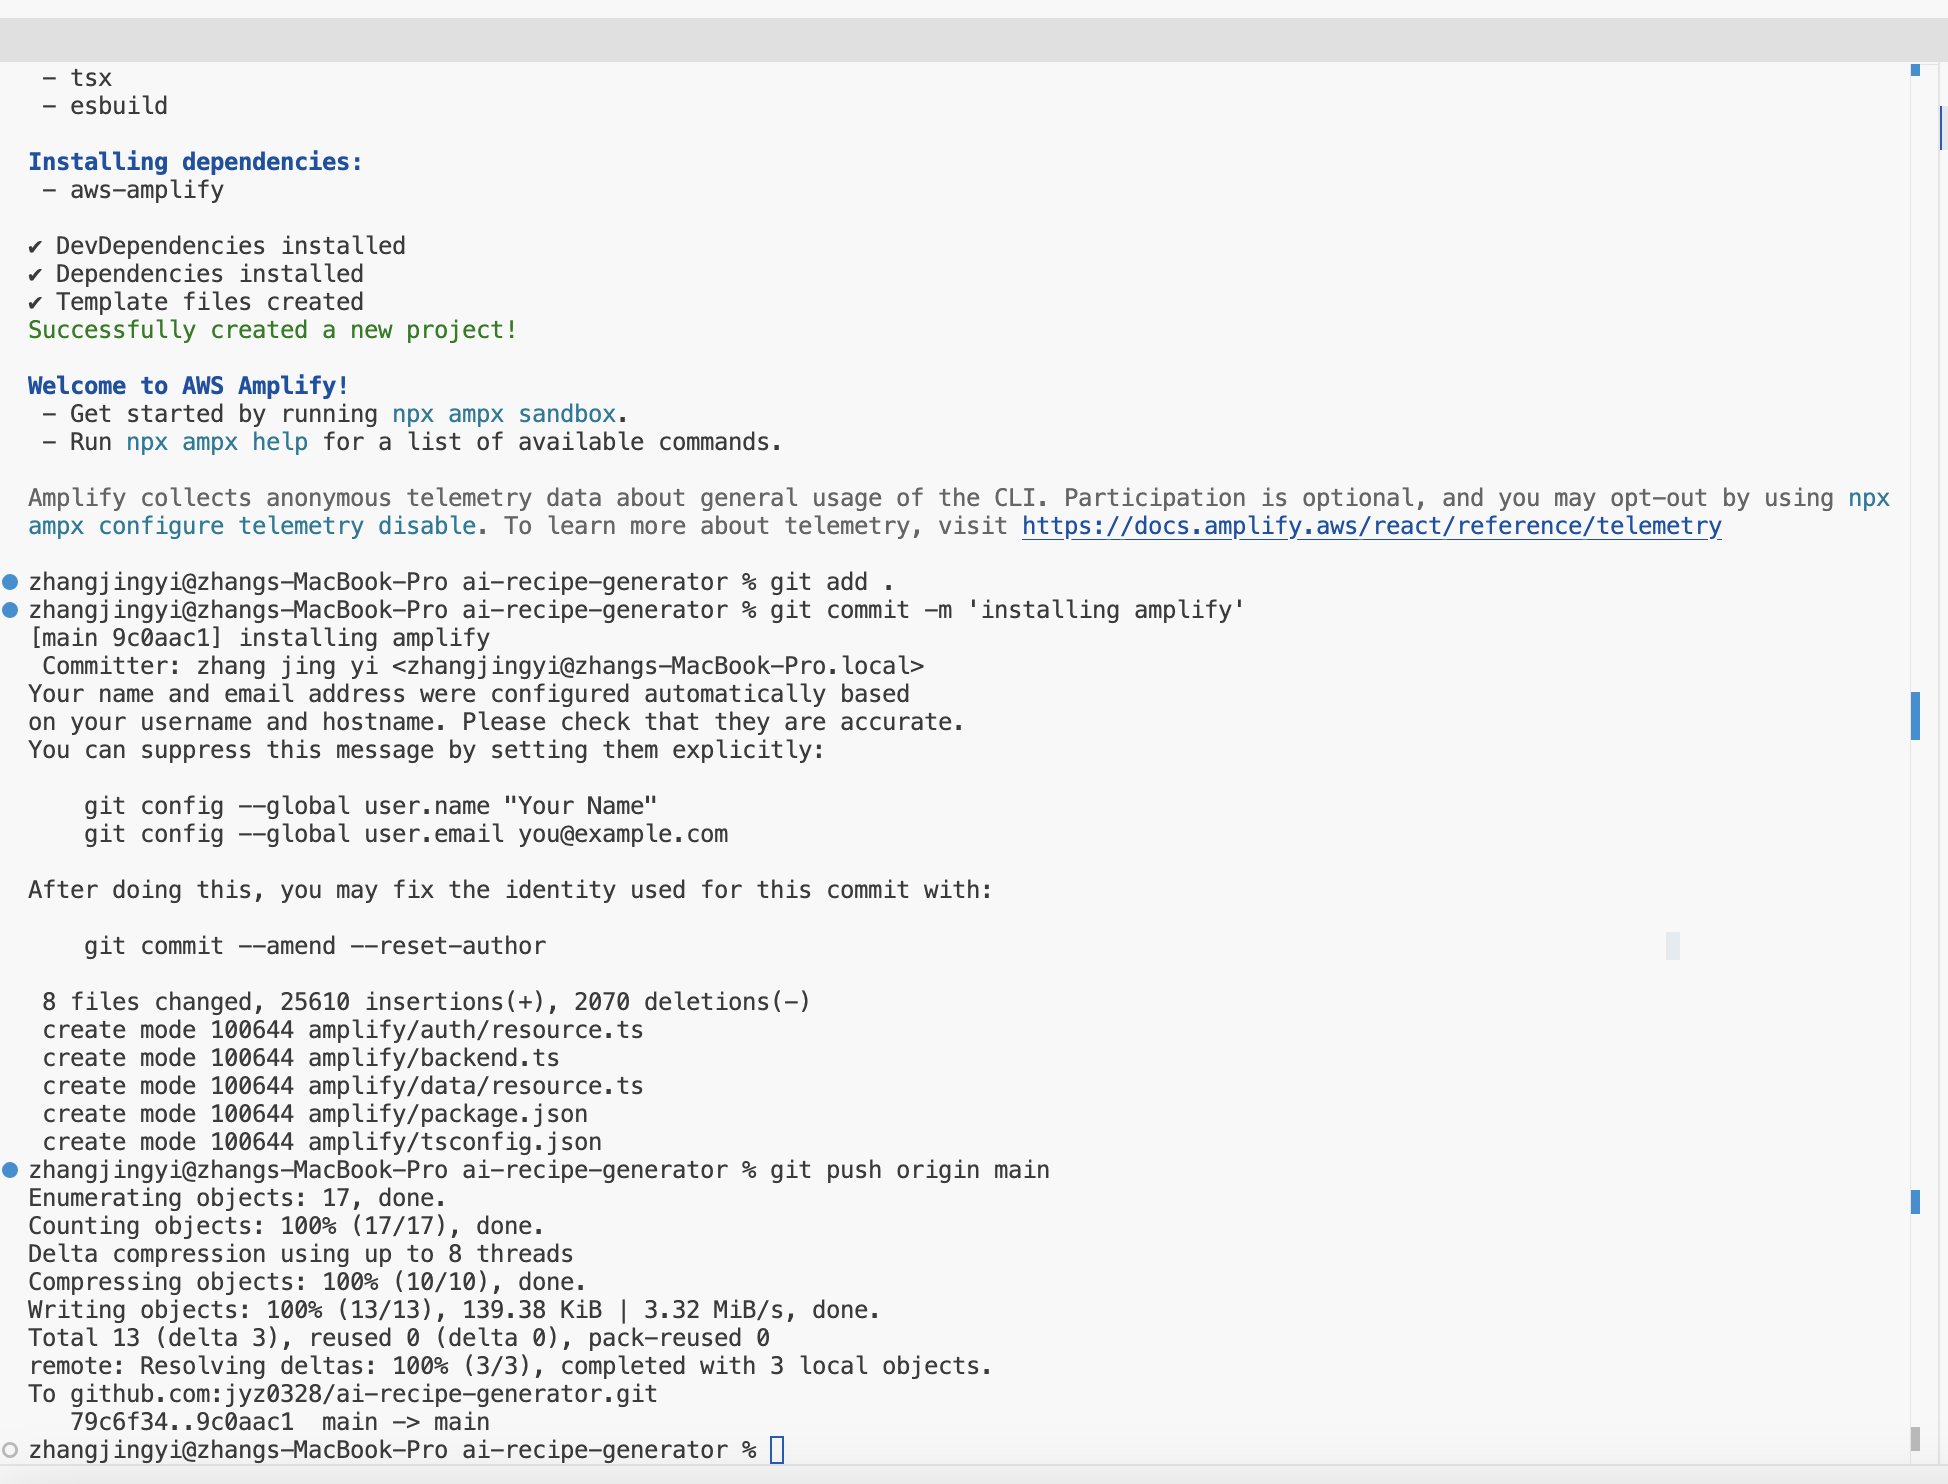 - tsx
- esbuild
Installing dependencies:
- aws-amplify
✔ DevDependencies installed
✔ Dependencies installed
✔ Template files created
Successfully created a new project!
Welcome to AWS Amplify!
- Get started by running npx ampx sandbox.
- Run npx ampx help for a list of available commands.
Amplify collects anonymous telemetry data about general usage of the CLI. Participation is optional, and you may opt-out by using npx
ampx configure telemetry disable. To learn more about telemetry, visit https://docs.amplify.aws/react/reference/telemetry
zhangjingyi@zhangs-MacBook-Pro ai-recipe-generator % git add .
zhangjingyi@zhangs-MacBook-Pro ai-recipe-generator % git commit -m 'installing amplify'
[main 9c0aac1] installing amplify
Committer: zhang jing yi <zhangjingyi@zhangs-MacBook-Pro.local>
Your name and email address were configured automatically based
on your username and hostname. Please check that they are accurate.
You can suppress this message by setting them explicitly:
git config --global user.name "Your Name"
git config --global user.email you@example.com
After doing this, you may fix the identity used for this commit with:
git commit --amend --reset-author
8 files changed, 25610 insertions(+), 2070 deletions(-)
create mode 100644 amplify/auth/resource.ts
create mode 100644 amplify/backend.ts
create mode 100644 amplify/data/resource.ts
create mode 100644 amplify/package.json
create mode 100644 amplify/tsconfig.json
zhangjingyi@zhangs-MacBook-Pro ai-recipe-generator % git push origin main
Enumerating objects: 17, done.
Counting objects: 100% (17/17), done.
Delta compression using up to 8 threads
Compressing objects: 100% (10/10), done.
Writing objects: 100% (13/13), 139.38 KiB | 3.32 MiB/s, done.
Total 13 (delta 3), reused 0 (delta 0), pack-reused 0
remote: Resolving deltas: 100% (3/3), completed with 3 local objects.
To github.com:jyz0328/ai-recipe-generator.git
79c6f34..9c0aac1  main -> main
zhangjingyi@zhangs-MacBook-Pro ai-recipe-generator %